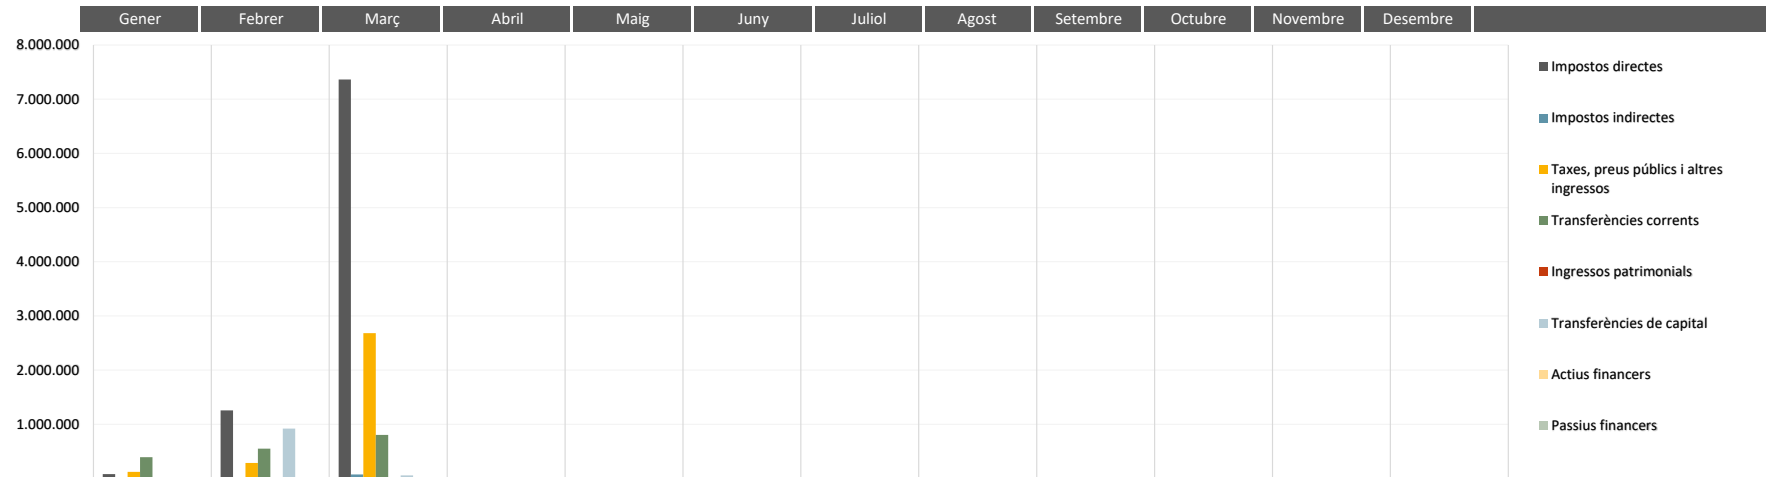 Gener Febrer Març Abril Maig Juny Juliol Agost Setembre Octubre Novembre Desembre
8.000.000
7.000.000
6.000.000
5.000.000
4.000.000
3.000.000
2.000.000
1.000.000
Impostos directes
Impostos indirectes
Taxes, preus públics i altres
ingressos
Transferències corrents
Ingressos patrimonials
Transferències de capital
Actius financers
Passius financers